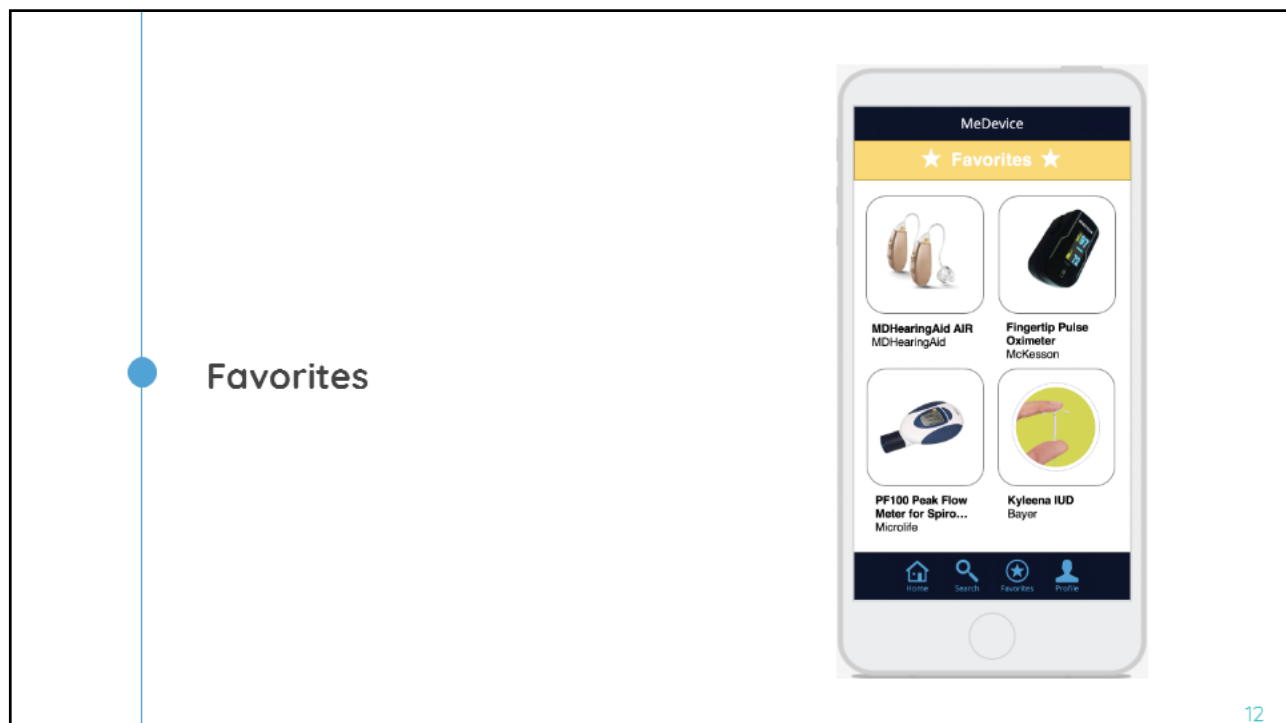 Favorites
MeDevice
★ Favorites ★
MDHearingAid AIR
MDHearingAid
Fingertip Pulse
Oximeter
McKesson
PF100 Peak Flow
Meter for Spiro...
Microlife
Kyleena IUD
Bayer
Home
Search
Favorites
Profile
12